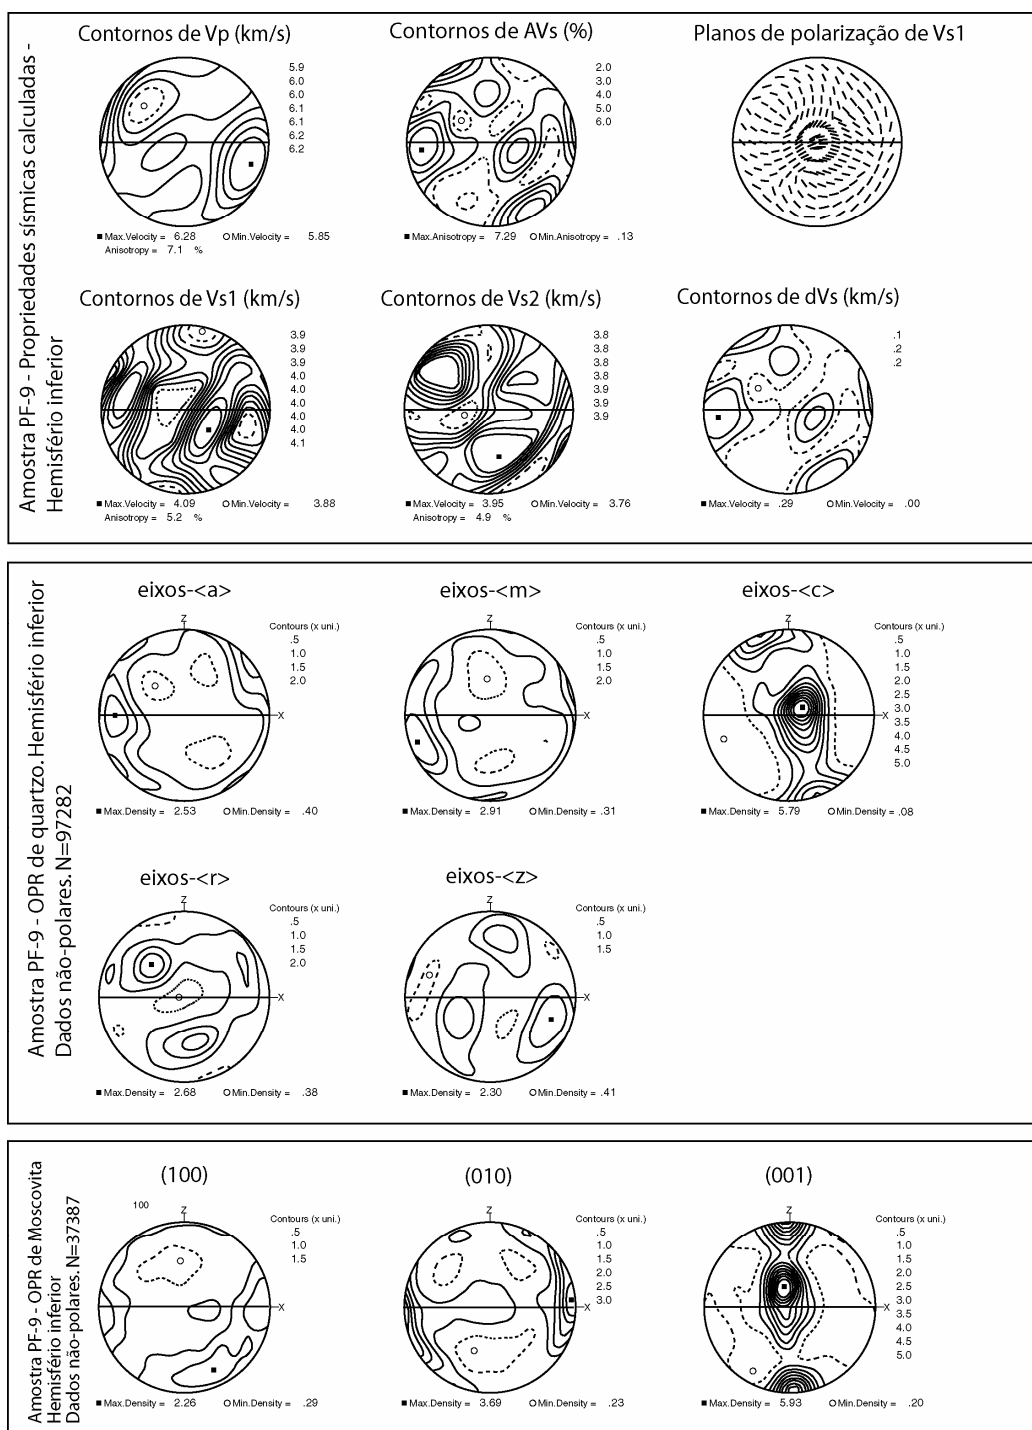 Amostra PF-9 - Propriedades sísmicas calculadas -
Hemisfério inferior
Contornos de Vp (km/s)
5.9
6.0
6.0
6.1
6.1
6.2
6.2
■ Max.Velocity = 6.28 ○ Min.Velocity = 5.85
Anisotropy = 7.1 %
Contornos de AVs (%)
2.0
3.0
4.0
5.0
6.0
■ Max.Anisotropy = 7.29 ○ Min.Anisotropy = .13
Planos de polarização de Vs1
Contornos de Vs1 (km/s)
3.9
3.9
3.9
4.0
4.0
4.0
4.0
4.0
4.1
■ Max.Velocity = 4.09 ○ Min.Velocity = 3.88
Anisotropy = 5.2 %
Contornos de Vs2 (km/s)
3.8
3.8
3.8
3.8
3.9
3.9
3.9
■ Max.Velocity = 3.95 ○ Min.Velocity = 3.76
Anisotropy = 4.9 %
Contornos de dVs (km/s)
.1
.2
.2
■ Max.Velocity = .29 ○ Min.Velocity = .00
Amostra PF-9 - OPR de quartzo. Hemisfério inferior
Dados não-polares. N=97282
eixos-<a>
Z
X
Contours (x uni.)
.5
1.0
1.5
2.0
■ Max.Density = 2.53 ○ Min.Density = .40
eixos-<m>
Z
X
Contours (x uni.)
.5
1.0
1.5
2.0
■ Max.Density = 2.91 ○ Min.Density = .31
eixos-<c>
Z
X
Contours (x uni.)
.5
1.0
1.5
2.0
2.5
3.0
3.5
4.0
4.5
5.0
■ Max.Density = 5.79 ○ Min.Density = .08
eixos-<r>
Z
X
Contours (x uni.)
.5
1.0
1.5
2.0
■ Max.Density = 2.68 ○ Min.Density = .38
eixos-<z>
Z
X
Contours (x uni.)
.5
1.0
1.5
■ Max.Density = 2.30 ○ Min.Density = .41
Amostra PF-9 - OPR de Moscovita
Hemisfério inferior
Dados não-polares. N=37387
(100)
100
Z
X
Contours (x uni.)
.5
1.0
1.5
■ Max.Density = 2.26 ○ Min.Density = .29
(010)
Z
X
Contours (x uni.)
.5
1.0
1.5
2.0
2.5
3.0
■ Max.Density = 3.69 ○ Min.Density = .23
(001)
Z
X
Contours (x uni.)
.5
1.0
1.5
2.0
2.5
3.0
3.5
4.0
4.5
5.0
■ Max.Density = 5.93 ○ Min.Density = .20